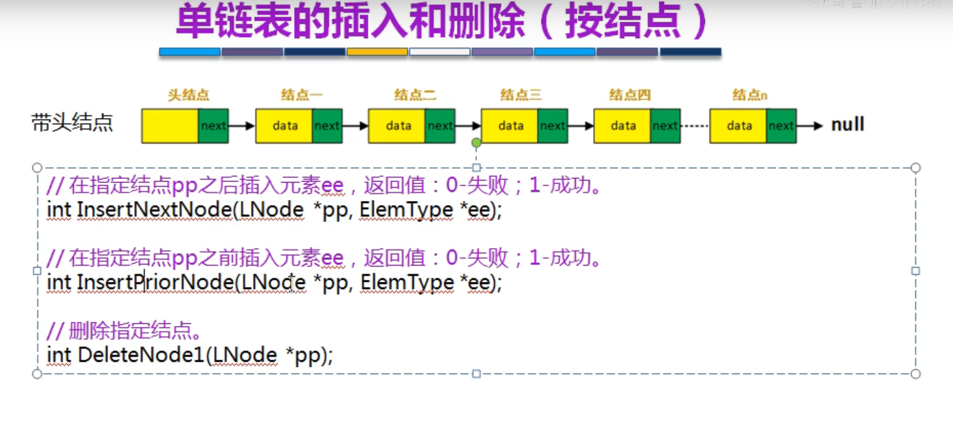 单链表的插入和删除（按结点）
头结点 结点一 结点二 结点三 结点四 结点n
带头结点 next data next data next data next data next data next null
// 在指定结点pp之后插入元素ee，返回值：0-失败；1-成功。
int InsertNextNode(LNode *pp, ElemType *ee);
// 在指定结点pp之前插入元素ee，返回值：0-失败；1-成功。
int InsertPriorNode(LNode *pp, ElemType *ee);
// 删除指定结点。
int DeleteNode1(LNode *pp);